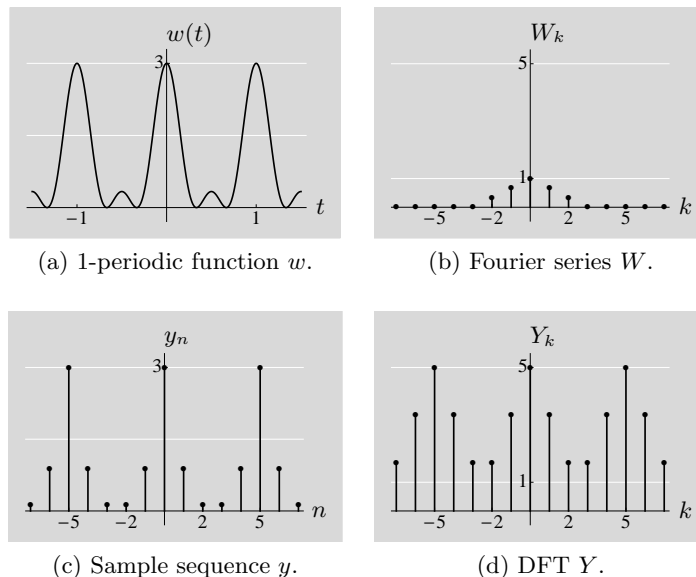 w(t)
3
−1
1
t
(a) 1-periodic function w.
W_k
5
1
−5
2
5
k
(b) Fourier series W.
y_n
3
−5
−2
2
5
n
(c) Sample sequence y.
Y_k
5
1
−5
−2
2
5
k
(d) DFT Y.